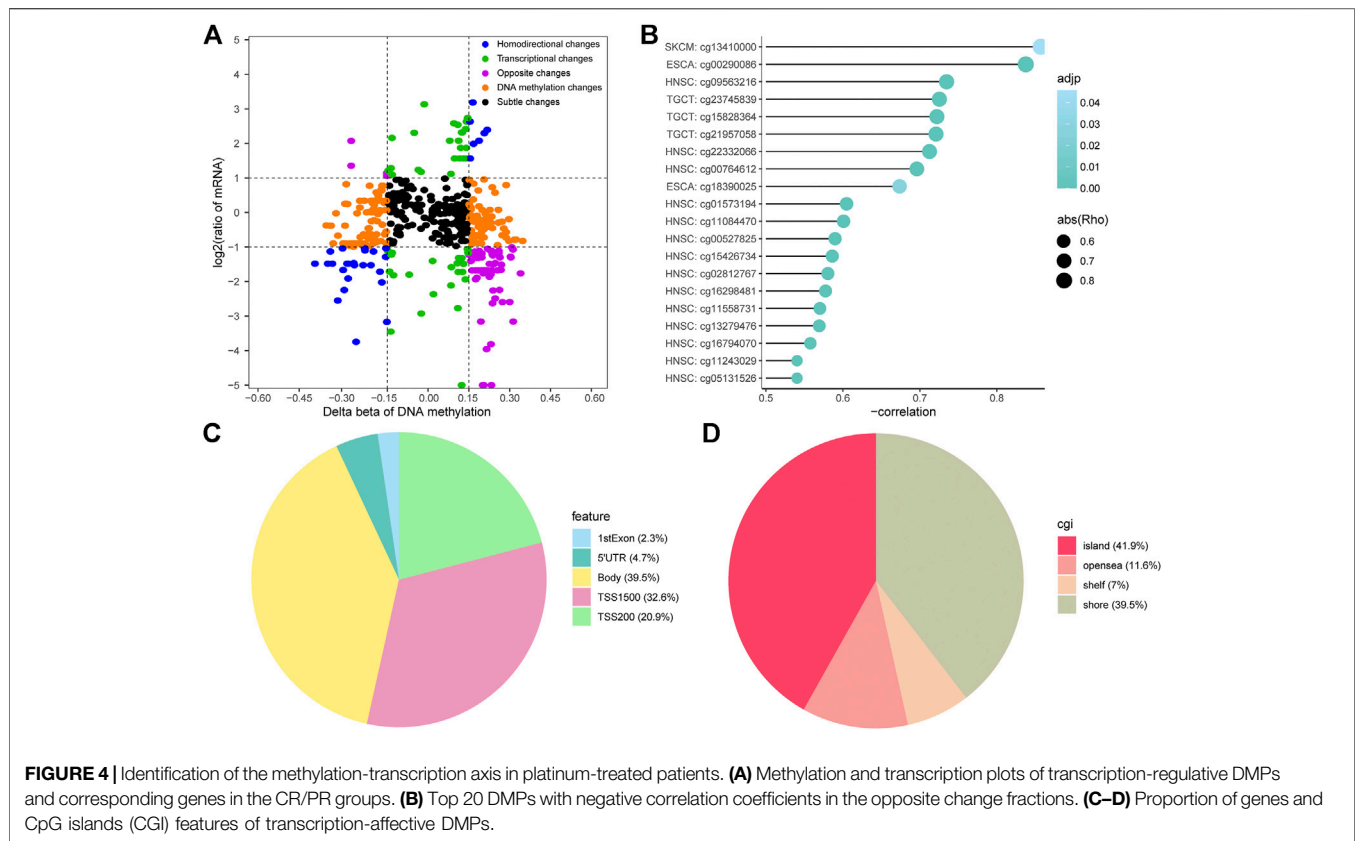 A
5
4
3
2
1
0
−1
−2
−3
−4
−5
log2(ratio of mRNA)
−0.60
−0.45
−0.30
−0.15
0.00
0.15
0.30
0.45
0.60
Delta beta of DNA methylation
Homodirectional changes
Transcriptional changes
Opposite changes
DNA methylation changes
Subtle changes
B
SKCM: cg13410000
ESCA: cg00290086
HNSC: cg09563216
TGCT: cg23745839
TGCT: cg15828364
TGCT: cg21957058
HNSC: cg22332066
HNSC: cg00764612
ESCA: cg18390025
HNSC: cg01573194
HNSC: cg11084470
HNSC: cg00527825
HNSC: cg15426734
HNSC: cg02812767
HNSC: cg16298481
HNSC: cg11558731
HNSC: cg13279476
HNSC: cg16794070
HNSC: cg11243029
HNSC: cg05131526
0.5
0.6
0.7
0.8
−correlation
adjp
0.04
0.03
0.02
0.01
0.00
abs(Rho)
0.6
0.7
0.8
C
feature
1stExon (2.3%)
5'UTR (4.7%)
Body (39.5%)
TSS1500 (32.6%)
TSS200 (20.9%)
D
cgi
island (41.9%)
opensea (11.6%)
shelf (7%)
shore (39.5%)
FIGURE 4 | Identification of the methylation-transcription axis in platinum-treated patients. (A) Methylation and transcription plots of transcription-regulative DMPs
and corresponding genes in the CR/PR groups. (B) Top 20 DMPs with negative correlation coefficients in the opposite change fractions. (C–D) Proportion of genes and
CpG islands (CGI) features of transcription-affective DMPs.